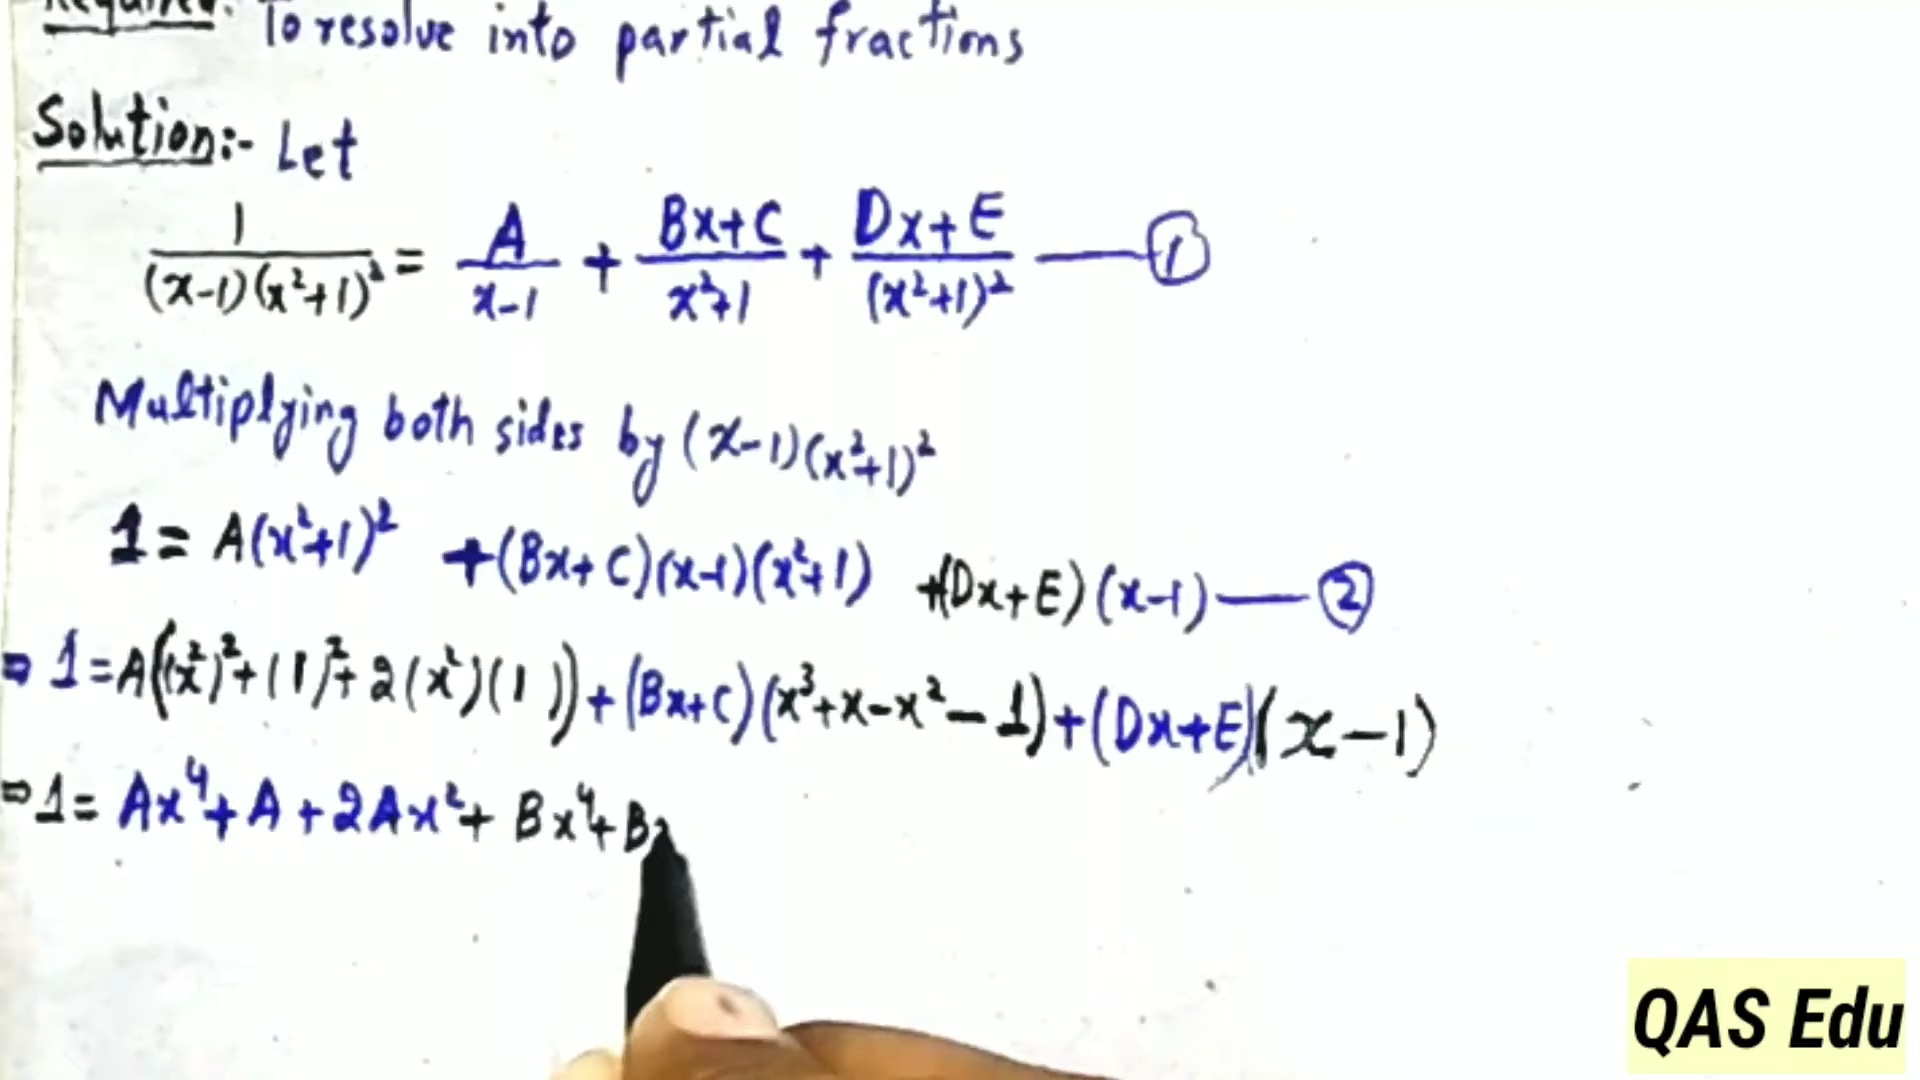 Required: To resolve into partial fractions
Solution:- Let
1/((x-1)(x²+1)²) = A/(x-1) + (Bx+C)/(x²+1) + (Dx+E)/(x²+1)² — ①
Multiplying both sides by (x-1)(x²+1)²
1 = A(x²+1)² +(Bx+C)(x-1)(x²+1) +(Dx+E)(x-1) — ②
⇒ 1=A((x²)²+(1)²+2(x²)(1))+(Bx+C)(x³+x-x²-1)+(Dx+E)(x-1)
⇒ 1= Ax⁴+A+2Ax²+Bx⁴+B
QAS Edu